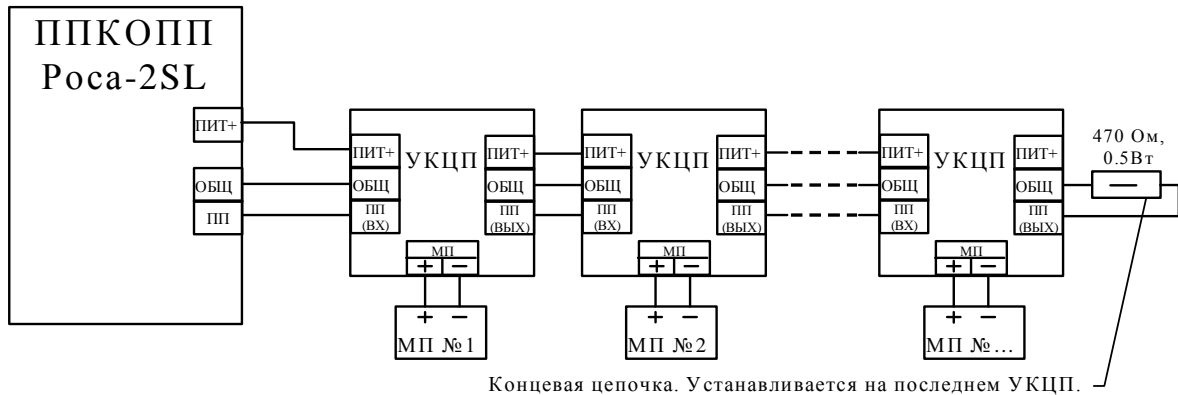 ППКОПП
Роса-2SL
ПИТ+
ОБЩ
ПП
УКЦП
ПИТ+
ОБЩ
ПП
(ВХ)
ПИТ+
ОБЩ
ПП
(ВЫХ)
МП
+ −
+ −
МП №1
УКЦП
ПИТ+
ОБЩ
ПП
(ВХ)
ПИТ+
ОБЩ
ПП
(ВЫХ)
МП
+ −
+ −
МП №2
УКЦП
ПИТ+
ОБЩ
ПП
(ВХ)
ПИТ+
ОБЩ
ПП
(ВЫХ)
МП
+ −
+ −
МП №...
470 Ом,
0.5Вт
Концевая цепочка. Устанавливается на последнем УКЦП.